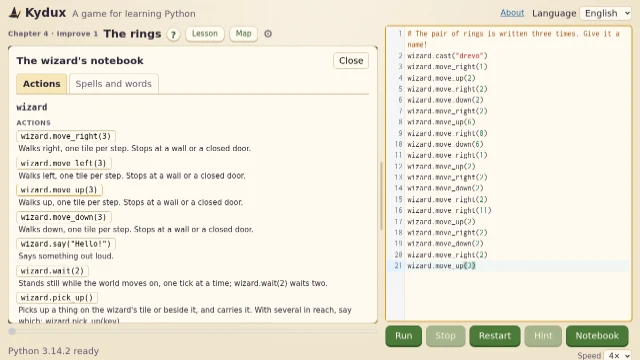 Kydux
A game for learning Python
About
Language
English
Chapter 4 · Improve 1
The rings
?
Lesson
Map
The wizard's notebook
Close
Actions
Spells and words
wizard
ACTIONS
wizard.move_right(3)
Walks right, one tile per step. Stops at a wall or a closed door.
wizard.move_left(3)
Walks left, one tile per step. Stops at a wall or a closed door.
wizard.move_up(3)
Walks up, one tile per step. Stops at a wall or a closed door.
wizard.move_down(3)
Walks down, one tile per step. Stops at a wall or a closed door.
wizard.say("Hello!")
Says something out loud.
wizard.wait(2)
Stands still while the world moves on, one tick at a time; wizard.wait(2) waits two.
wizard.pick_up()
Picks up a thing on the wizard's tile or beside it, and carries it. With several in reach, say
which: wizard.pick_up(key)
1 # The pair of rings is written three times. Give it a
name!
2 wizard.cast("drevo")
3 wizard.move_right(1)
4 wizard.move_up(2)
5 wizard.move_right(2)
6 wizard.move_down(2)
7 wizard.move_right(2)
8 wizard.move_up(6)
9 wizard.move_right(8)
10 wizard.move_down(6)
11 wizard.move_right(1)
12 wizard.move_up(2)
13 wizard.move_right(2)
14 wizard.move_down(2)
15 wizard.move_right(2)
16 wizard.move_right(11)
17 wizard.move_up(2)
18 wizard.move_right(2)
19 wizard.move_down(2)
20 wizard.move_right(2)
21 wizard.move_up(3)
Run
Stop
Restart
Hint
Notebook
Python 3.14.2 ready
Speed
4×